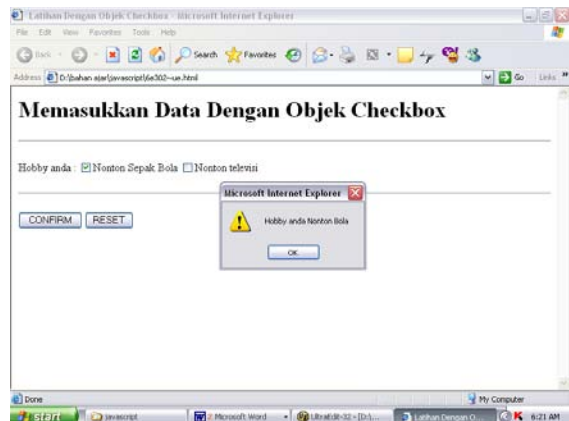 Latihan Dengan Objek Checkbox - Microsoft Internet Explorer
File Edit View Favorites Tools Help
Back Search Favorites
Address D:\bahan ajar\javascript\6e302~ue.html Go Links »
Memasukkan Data Dengan Objek Checkbox
Hobby anda : Nonton Sepak Bola Nonton televisi
Microsoft Internet Explorer
Hobby anda Nonton Bola
OK
CONFIRM RESET
Done My Computer
start javascript Microsoft Word UltraEdit-32 - [D:\... Latihan Dengan O... 6:21 AM